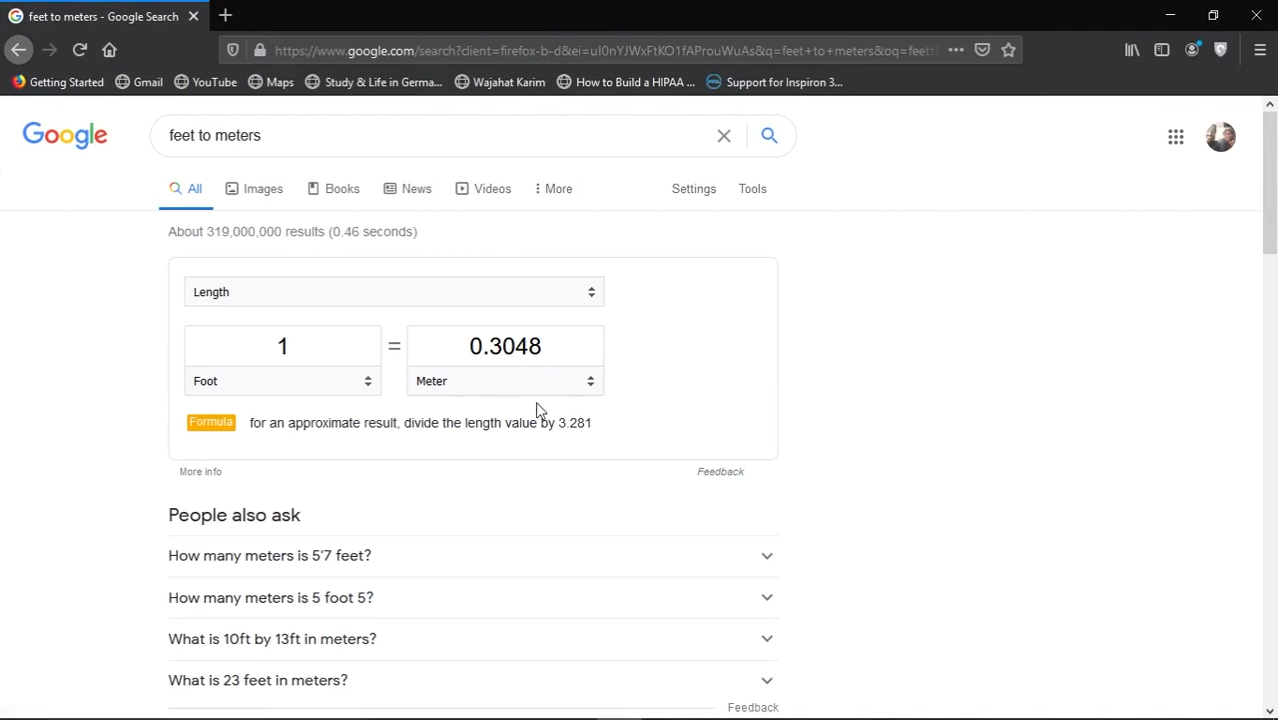 feet to meters - Google Search
https://www.google.com/search?client=firefox-b-d&ei=uI0nYJWxFtKO1fAProuWuAs&q=feet+to+meters&oq=feet
Getting Started Gmail YouTube Maps Study & Life in Germa... Wajahat Karim How to Build a HIPAA ... Support for Inspiron 3...
Google feet to meters
All Images Books News Videos More Settings Tools
About 319,000,000 results (0.46 seconds)
Length
1 = 0.3048
Foot Meter
Formula for an approximate result, divide the length value by 3.281
More info Feedback
People also ask
How many meters is 5'7 feet?
How many meters is 5 foot 5?
What is 10ft by 13ft in meters?
What is 23 feet in meters?
Feedback